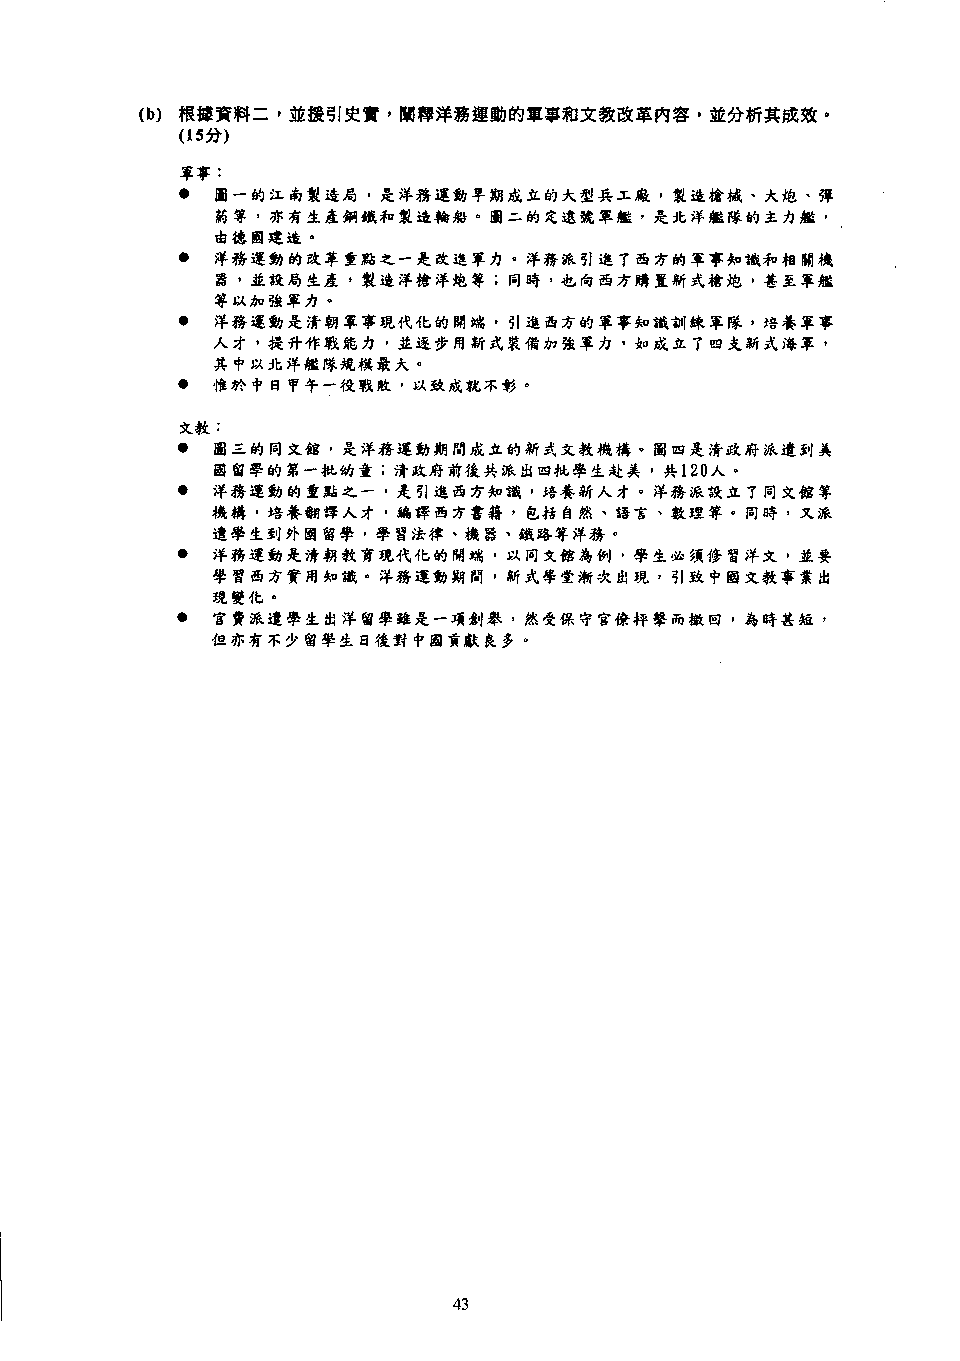 (b) 根據資料二，並援引史實，闡釋洋務運動的軍事和文教改革內容，並分析其成效。
(15分)
軍事：
● 圖一的江南製造局，是洋務運動早期成立的大型兵工廠，製造槍械、大炮、彈
葯等，亦有生產鋼鐵和製造輪船。圖二的定遠號軍艦，是北洋艦隊的主力艦，
由德國建造。
● 洋務運動的改革重點之一是改進軍力。洋務派引進了西方的軍事知識和相關機
器，並設局生產，製造洋槍洋炮等；同時，也向西方購置新式槍炮，甚至軍艦
等以加強軍力。
● 洋務運動是清朝軍事現代化的開端，引進西方的軍事知識訓練軍隊，培養軍事
人才，提升作戰能力，並逐步用新式裝備加強軍力，如成立了四支新式海軍，
其中以北洋艦隊規模最大。
● 惟於中日甲午一役戰敗，以致成就不彰。
文教：
● 圖三的同文館，是洋務運動期間成立的新式文教機構。圖四是清政府派遣到美
國留學的第一批幼童；清政府前後共派出四批學生赴美，共120人。
● 洋務運動的重點之一，是引進西方知識，培養新人才。洋務派設立了同文館等
機構，培養翻譯人才，編譯西方書籍，包括自然、語言、數理等。同時，又派
遣學生到外國留學，學習法律、機器、鐵路等洋務。
● 洋務運動是清朝教育現代化的開端，以同文館為例，學生必須修習洋文，並要
學習西方實用知識。洋務運動期間，新式學堂漸次出現，引致中國文教事業出
現變化。
● 官費派遣學生出洋留學雖是一項創舉，然受保守官僚抨擊而撤回，為時甚短，
但亦有不少留學生日後對中國貢獻良多。
43